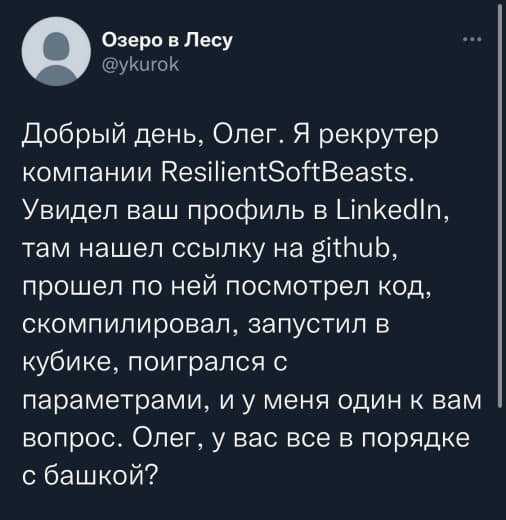 Озеро в Лесу
@ykurok
Добрый день, Олег. Я рекрутер
компании ResilientSoftBeasts.
Увидел ваш профиль в LinkedIn,
там нашел ссылку на github,
прошел по ней посмотрел код,
скомпилировал, запустил в
кубике, поигрался с
параметрами, и у меня один к вам
вопрос. Олег, у вас все в порядке
с башкой?